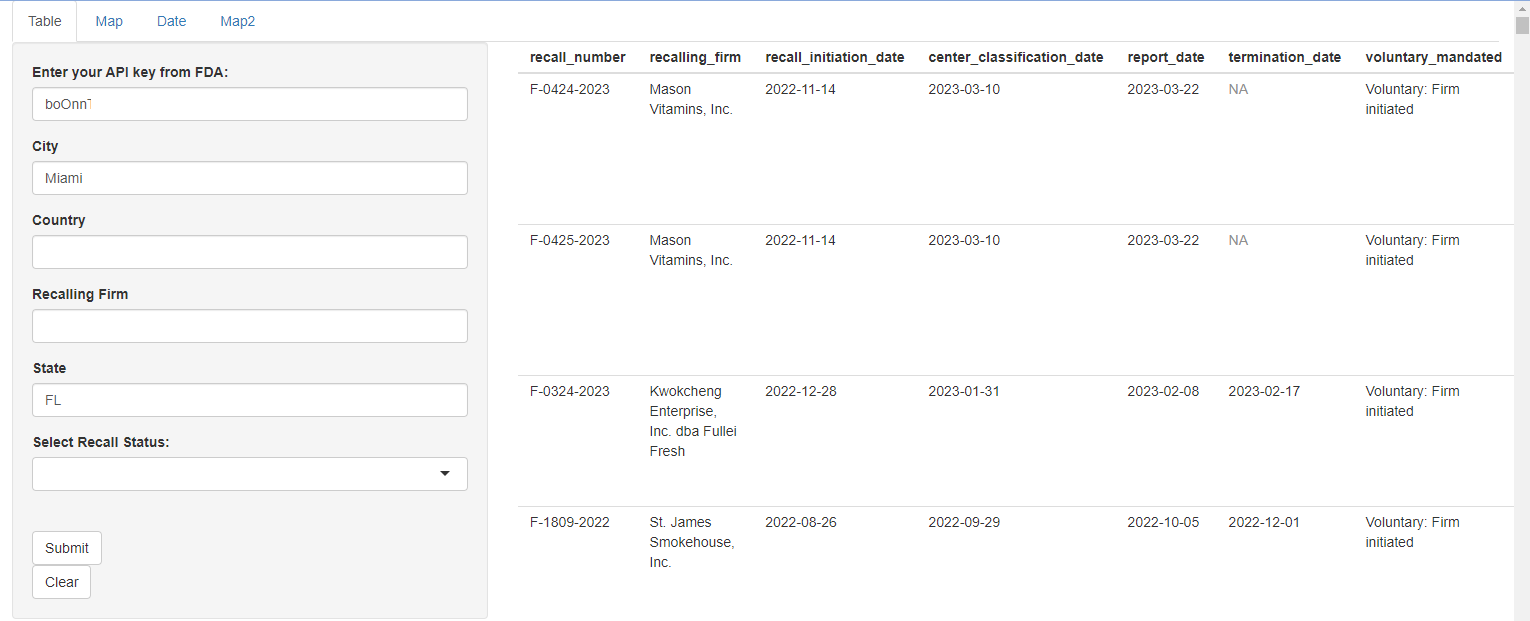 Table Map Date Map2
Enter your API key from FDA:
boOnnT
City
Miami
Country
Recalling Firm
State
FL
Select Recall Status:
Submit
Clear
recall_number recalling_firm recall_initiation_date center_classification_date report_date termination_date voluntary_mandated
F-0424-2023 Mason 2022-11-14 2023-03-10 2023-03-22 NA Voluntary: Firm
Vitamins, Inc. initiated
F-0425-2023 Mason 2022-11-14 2023-03-10 2023-03-22 NA Voluntary: Firm
Vitamins, Inc. initiated
F-0324-2023 Kwokcheng 2022-12-28 2023-01-31 2023-02-08 2023-02-17 Voluntary: Firm
Enterprise, initiated
Inc. dba Fullei
Fresh
F-1809-2022 St. James 2022-08-26 2022-09-29 2022-10-05 2022-12-01 Voluntary: Firm
Smokehouse, initiated
Inc.